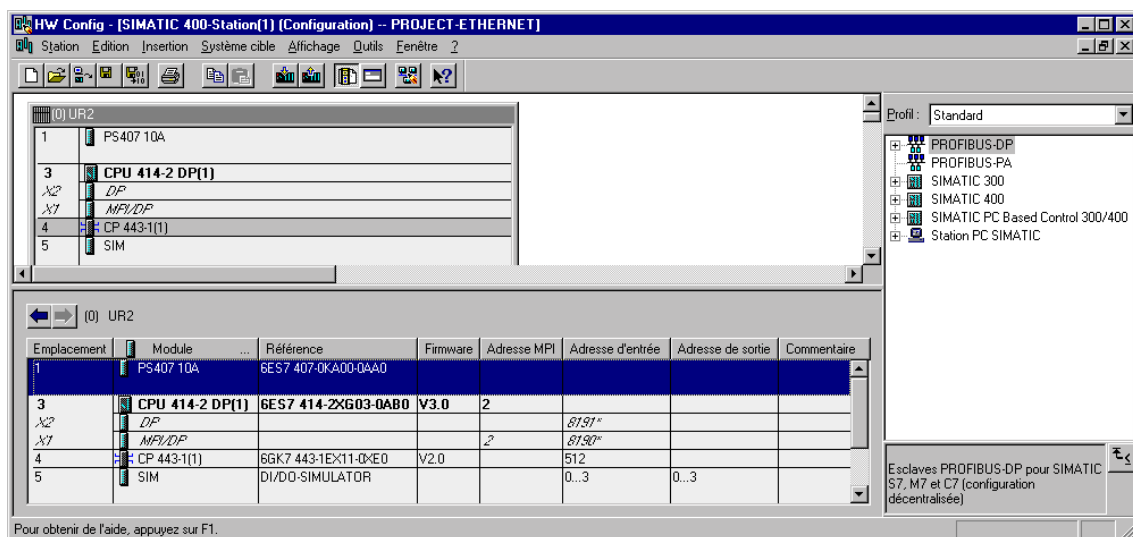 HW Config - [SIMATIC 400-Station(1) (Configuration) -- PROJECT-ETHERNET]
Station Edition Insertion Système cible Affichage Outils Fenêtre ?
(0) UR2
1 PS407 10A
3 CPU 414-2 DP(1)
X2 DP
X1 MPI/DP
4 CP 443-1(1)
5 SIM
Profil : Standard
PROFIBUS-DP
PROFIBUS-PA
SIMATIC 300
SIMATIC 400
SIMATIC PC Based Control 300/400
Station PC SIMATIC
(0) UR2
Emplacement Module ... Référence Firmware Adresse MPI Adresse d'entrée Adresse de sortie Commentaire
1 PS407 10A 6ES7 407-0KA00-0AA0
3 CPU 414-2 DP(1) 6ES7 414-2XG03-0AB0 V3.0 2
X2 DP 8191*
X1 MPI/DP 2 8190*
4 CP 443-1(1) 6GK7 443-1EX11-0XE0 V2.0 512
5 SIM DI/DO-SIMULATOR 0...3 0...3
Esclaves PROFIBUS-DP pour SIMATIC
S7, M7 et C7 (configuration
décentralisée)
Pour obtenir de l'aide, appuyez sur F1.